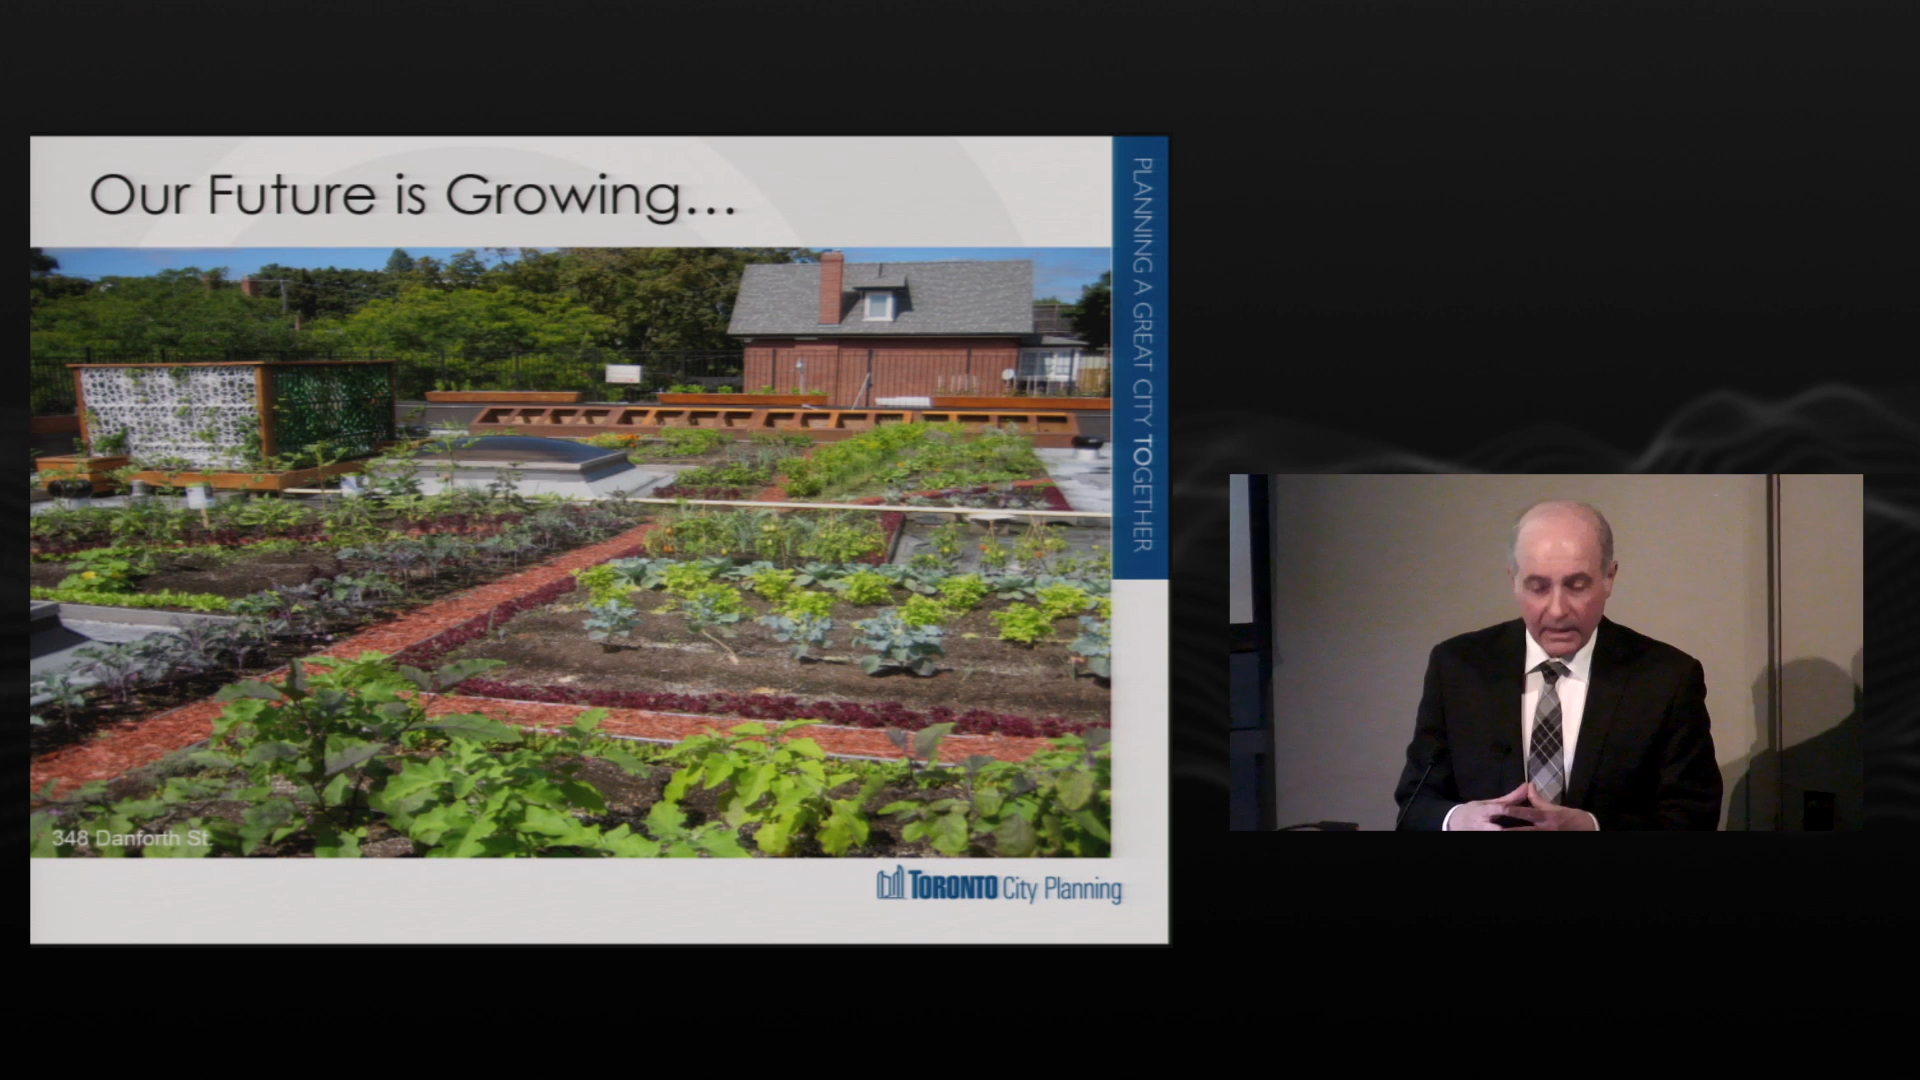 Our Future is Growing...
PLANNING A GREAT CITY TOGETHER
348 Danforth St.
TORONTO City Planning